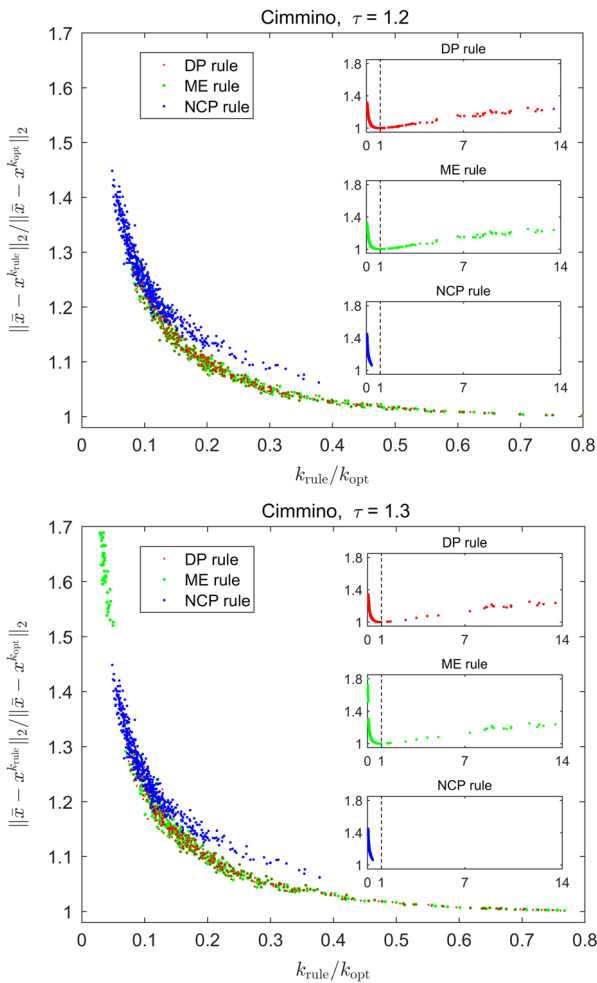 Cimmino, τ = 1.2
1.7
1.6
1.5
1.4
1.3
1.2
1.1
1
‖x̄ − x^{k_rule}‖₂/‖x̄ − x^{k_opt}‖₂
DP rule
ME rule
NCP rule
DP rule
1.8
1.4
1
0 1 7 14
ME rule
1.8
1.4
1
0 1 7 14
NCP rule
1.8
1.4
1
0 1 7 14
0 0.1 0.2 0.3 0.4 0.5 0.6 0.7 0.8
k_rule/k_opt
Cimmino, τ = 1.3
1.7
1.6
1.5
1.4
1.3
1.2
1.1
1
‖x̄ − x^{k_rule}‖₂/‖x̄ − x^{k_opt}‖₂
DP rule
ME rule
NCP rule
DP rule
1.8
1.4
1
0 1 7 14
ME rule
1.8
1.4
1
0 1 7 14
NCP rule
1.8
1.4
1
0 1 7 14
0 0.1 0.2 0.3 0.4 0.5 0.6 0.7 0.8
k_rule/k_opt